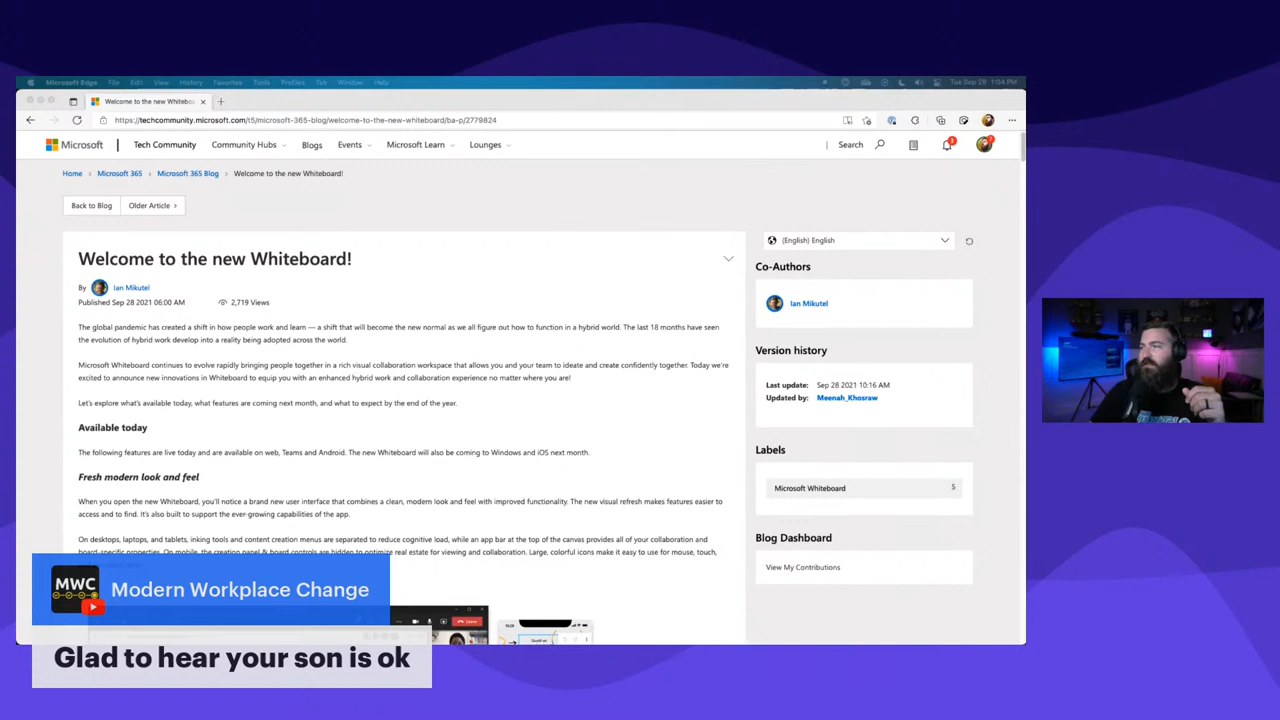 Microsoft Edge File Edit View History Favorites Tools Profiles Tab Window Help Tue Sep 28 1:04 PM
Welcome to the new Whiteboa
https://techcommunity.microsoft.com/t5/microsoft-365-blog/welcome-to-the-new-whiteboard/ba-p/2779824
Microsoft Tech Community Community Hubs Blogs Events Microsoft Learn Lounges Search
Home > Microsoft 365 > Microsoft 365 Blog > Welcome to the new Whiteboard!
Back to Blog Older Article >
(English) English
Welcome to the new Whiteboard!
By Ian Mikutel
Published Sep 28 2021 06:00 AM 2,719 Views
The global pandemic has created a shift in how people work and learn — a shift that will become the new normal as we all figure out how to function in a hybrid world. The last 18 months have seen
the evolution of hybrid work develop into a reality being adopted across the world.
Microsoft Whiteboard continues to evolve rapidly bringing people together in a rich visual collaboration workspace that allows you and your team to ideate and create confidently together. Today we're
excited to announce new innovations in Whiteboard to equip you with an enhanced hybrid work and collaboration experience no matter where you are!
Let's explore what's available today, what features are coming next month, and what to expect by the end of the year.
Available today
The following features are live today and are available on web, Teams and Android. The new Whiteboard will also be coming to Windows and iOS next month.
Fresh modern look and feel
When you open the new Whiteboard, you'll notice a brand new user interface that combines a clean, modern look and feel with improved functionality. The new visual refresh makes features easier to
access and to find. It's also built to support the ever-growing capabilities of the app.
On desktops, laptops, and tablets, inking tools and content creation menus are separated to reduce cognitive load, while an app bar at the top of the canvas provides all of your collaboration and
board-specific properties. On mobile, the creation panel & board controls are hidden to optimize real estate for viewing and collaboration. Large, colorful icons make it easy to use for mouse, touch,
Co-Authors
Ian Mikutel
Version history
Last update: Sep 28 2021 10:16 AM
Updated by: Meenah_Khosraw
Labels
Microsoft Whiteboard 5
Blog Dashboard
View My Contributions
Leave
MWC
Modern Workplace Change
Glad to hear your son is ok